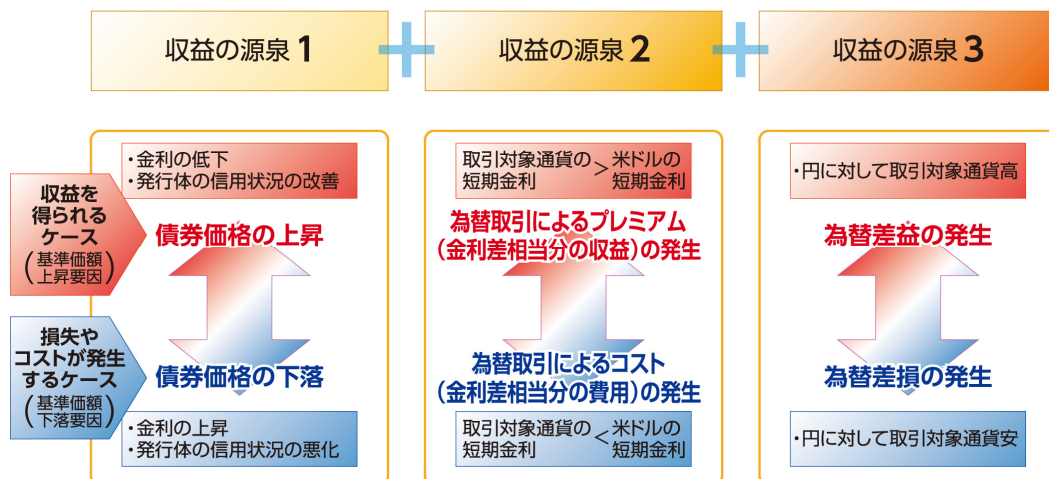 収益の源泉1
+
収益の源泉2
+
収益の源泉3
収益を
得られる
ケース
(基準価額
上昇要因)
・金利の低下
・発行体の信用状況の改善
債券価格の上昇
取引対象通貨の
短期金利
>
米ドルの
短期金利
為替取引によるプレミアム
(金利差相当分の収益)の発生
・円に対して取引対象通貨高
為替差益の発生
損失や
コストが発生
するケース
(基準価額
下落要因)
債券価格の下落
・金利の上昇
・発行体の信用状況の悪化
為替取引によるコスト
(金利差相当分の費用)の発生
取引対象通貨の
短期金利
<
米ドルの
短期金利
為替差損の発生
・円に対して取引対象通貨安